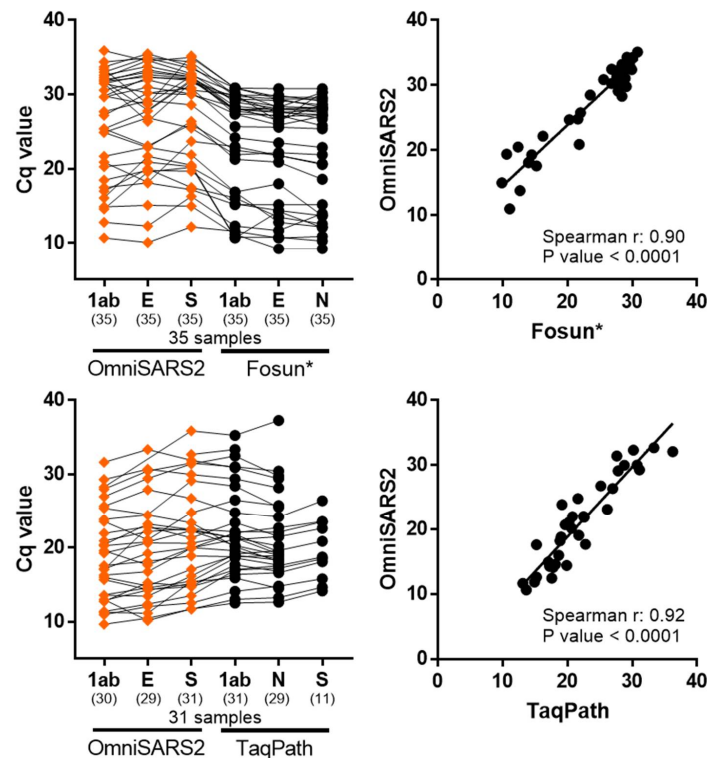 40
30
20
10
Cq value
1ab E S 1ab E N
(35) (35) (35) (35) (35) (35)
35 samples
OmniSARS2 Fosun*
40
30
20
10
0
OmniSARS2
Spearman r: 0.90
P value < 0.0001
0 10 20 30 40
Fosun*
40
30
20
10
Cq value
1ab E S 1ab N S
(30) (29) (31) (31) (29) (11)
31 samples
OmniSARS2 TaqPath
40
30
20
10
0
OmniSARS2
Spearman r: 0.92
P value < 0.0001
0 10 20 30 40
TaqPath